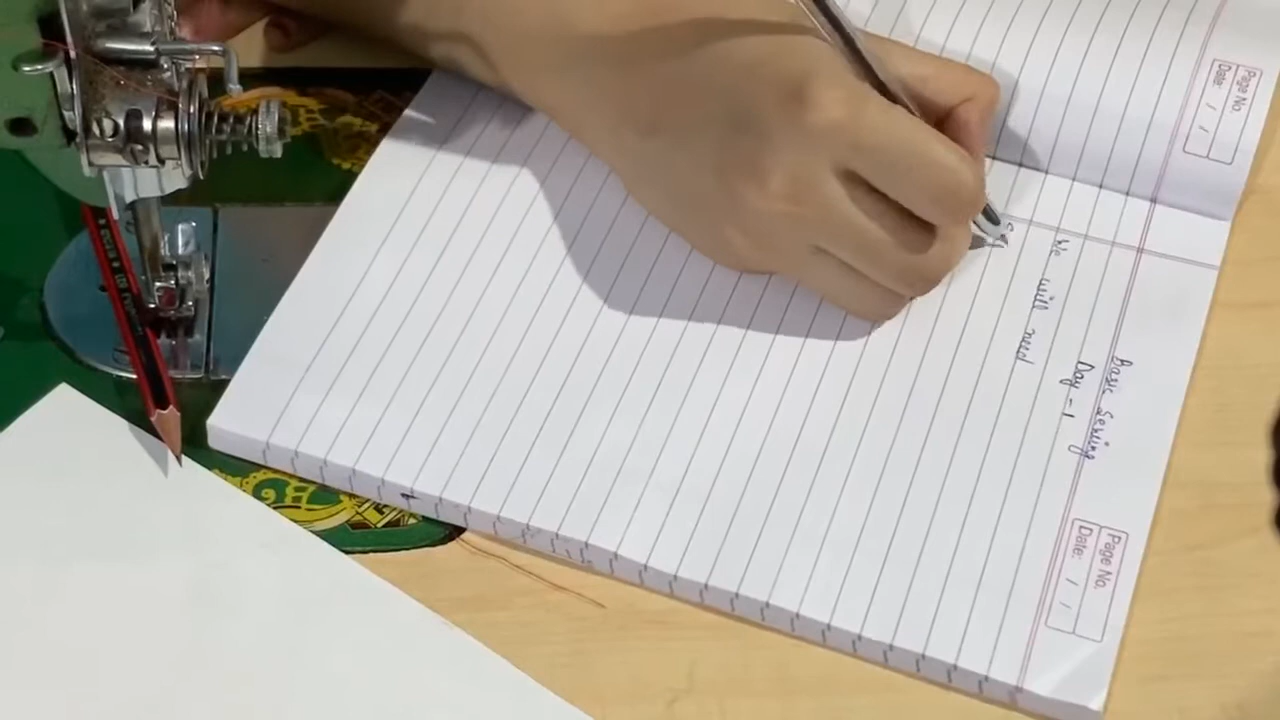 Page No.
Date: / /
Page No.
Date: / /
Basic Sewing
Day - 1
We will need